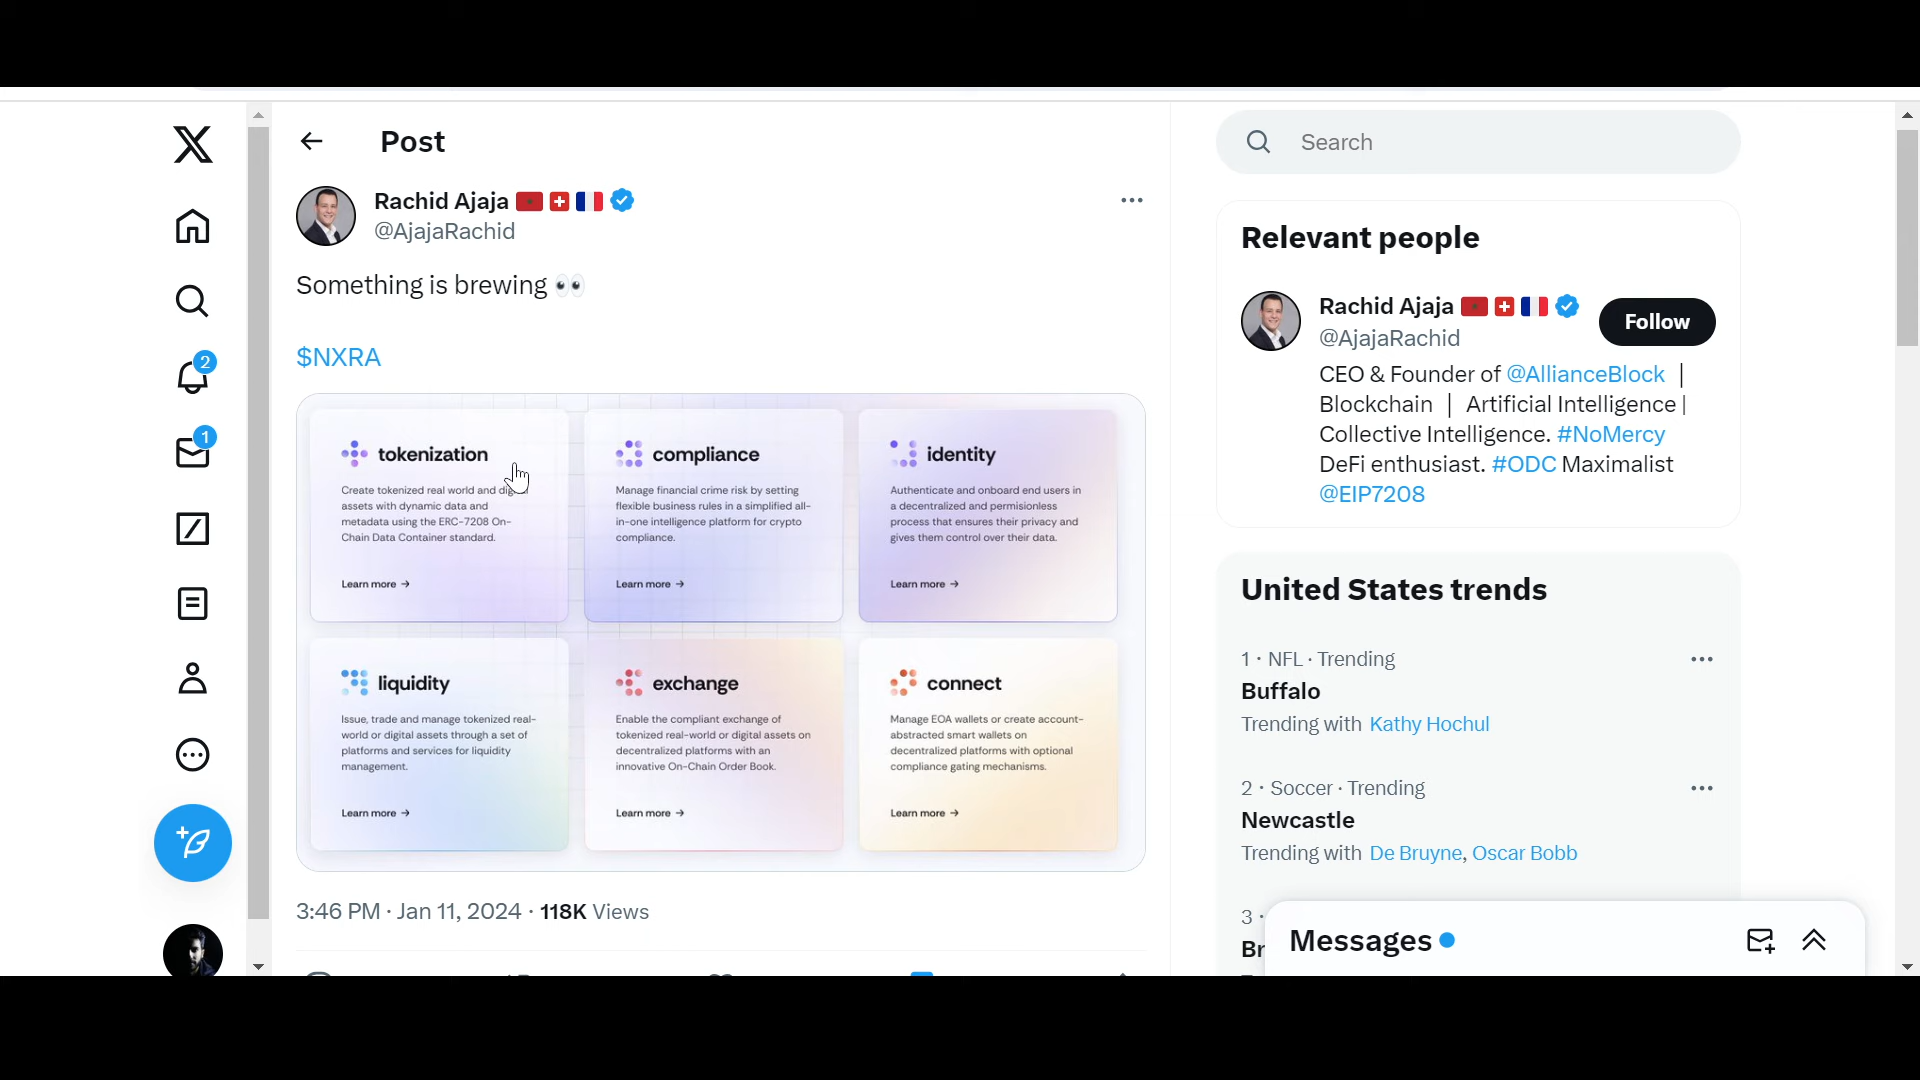 Post
Rachid Ajaja
@AjajaRachid
Something is brewing 👀
$NXRA
tokenization
Create tokenized real world and digital
assets with dynamic data and
metadata using the ERC-7208 On-
Chain Data Container standard.
Learn more →
compliance
Manage financial crime risk by setting
flexible business rules in a simplified all-
in-one intelligence platform for crypto
compliance.
Learn more →
identity
Authenticate and onboard end users in
a decentralized and permisionless
process that ensures their privacy and
gives them control over their data.
Learn more →
liquidity
Issue, trade and manage tokenized real-
world or digital assets through a set of
platforms and services for liquidity
management.
Learn more →
exchange
Enable the compliant exchange of
tokenized real-world or digital assets on
decentralized platforms with an
innovative On-Chain Order Book.
Learn more →
connect
Manage EOA wallets or create account-
abstracted smart wallets on
decentralized platforms with optional
compliance gating mechanisms.
Learn more →
3:46 PM · Jan 11, 2024 · 118K Views
2
1
Search
Relevant people
Rachid Ajaja
@AjajaRachid
Follow
CEO & Founder of @AllianceBlock |
Blockchain | Artificial Intelligence |
Collective Intelligence. #NoMercy
DeFi enthusiast. #ODC Maximalist
@EIP7208
United States trends
1 · NFL · Trending
Buffalo
Trending with Kathy Hochul
2 · Soccer · Trending
Newcastle
Trending with De Bruyne, Oscar Bobb
3 ·
Br
Messages